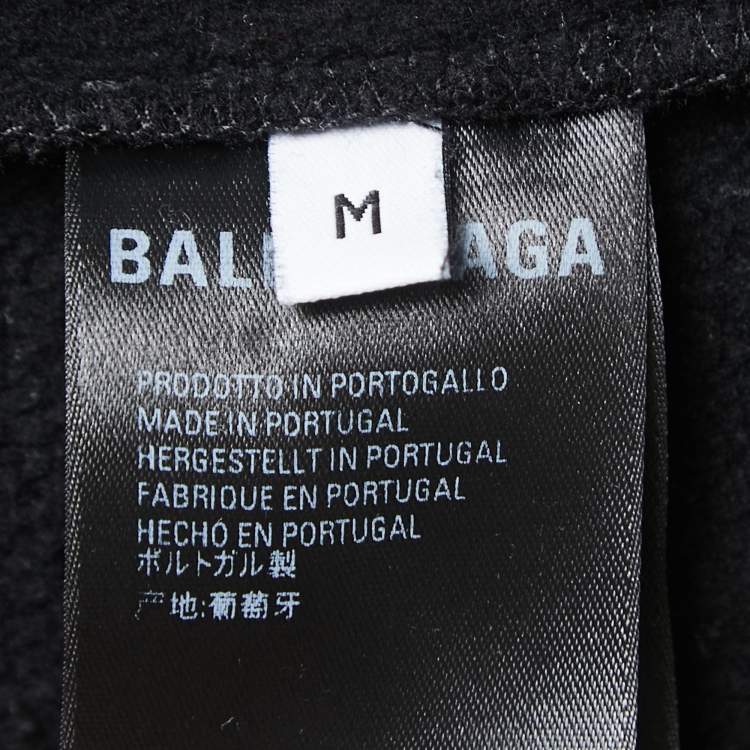 M
BAL AGA
PRODOTTO IN PORTOGALLO
MADE IN PORTUGAL
HERGESTELLT IN PORTUGAL
FABRIQUE EN PORTUGAL
HECHÓ EN PORTUGAL
ポルトガル製
产地:葡萄牙